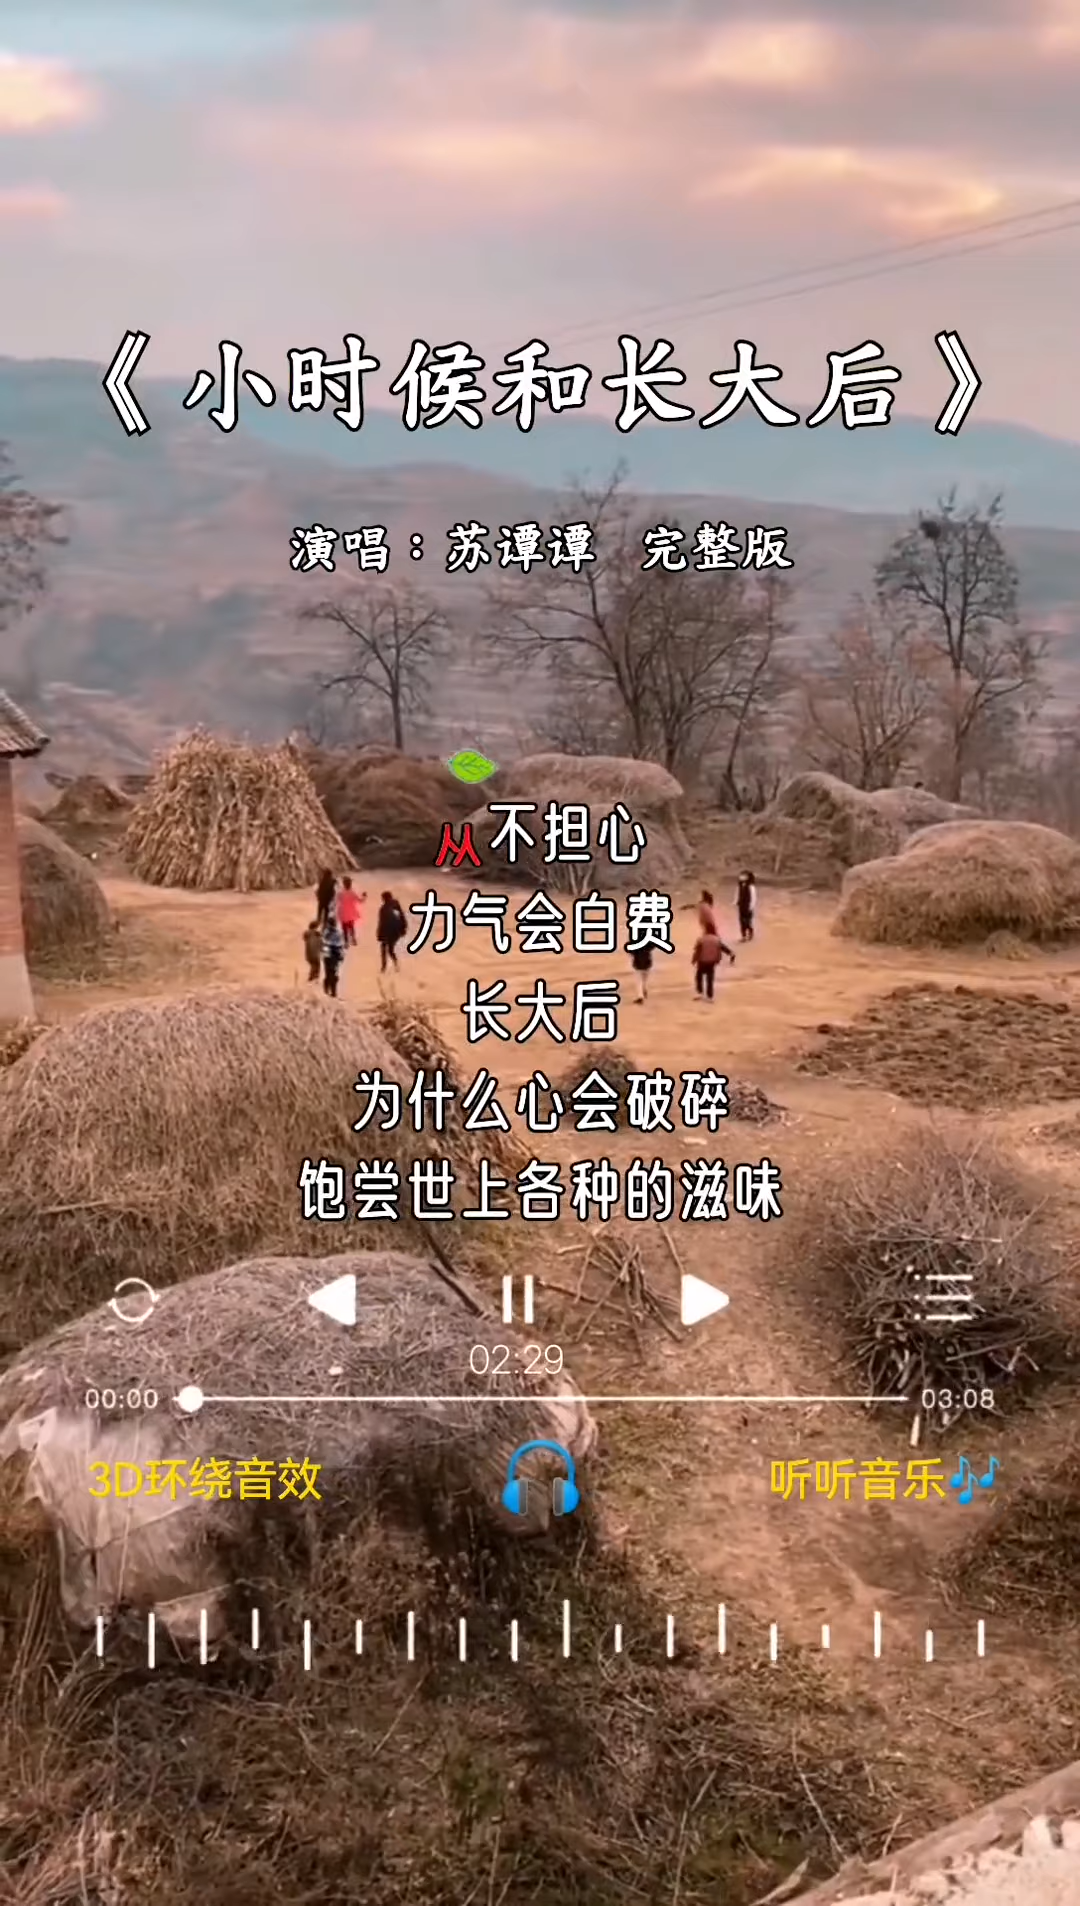 《小时候和长大后》
演唱：苏谭谭 完整版
从不担心
力气会白费
长大后
为什么心会破碎
饱尝世上各种的滋味
02:29
00:00 03:08
3D环绕音效 听听音乐